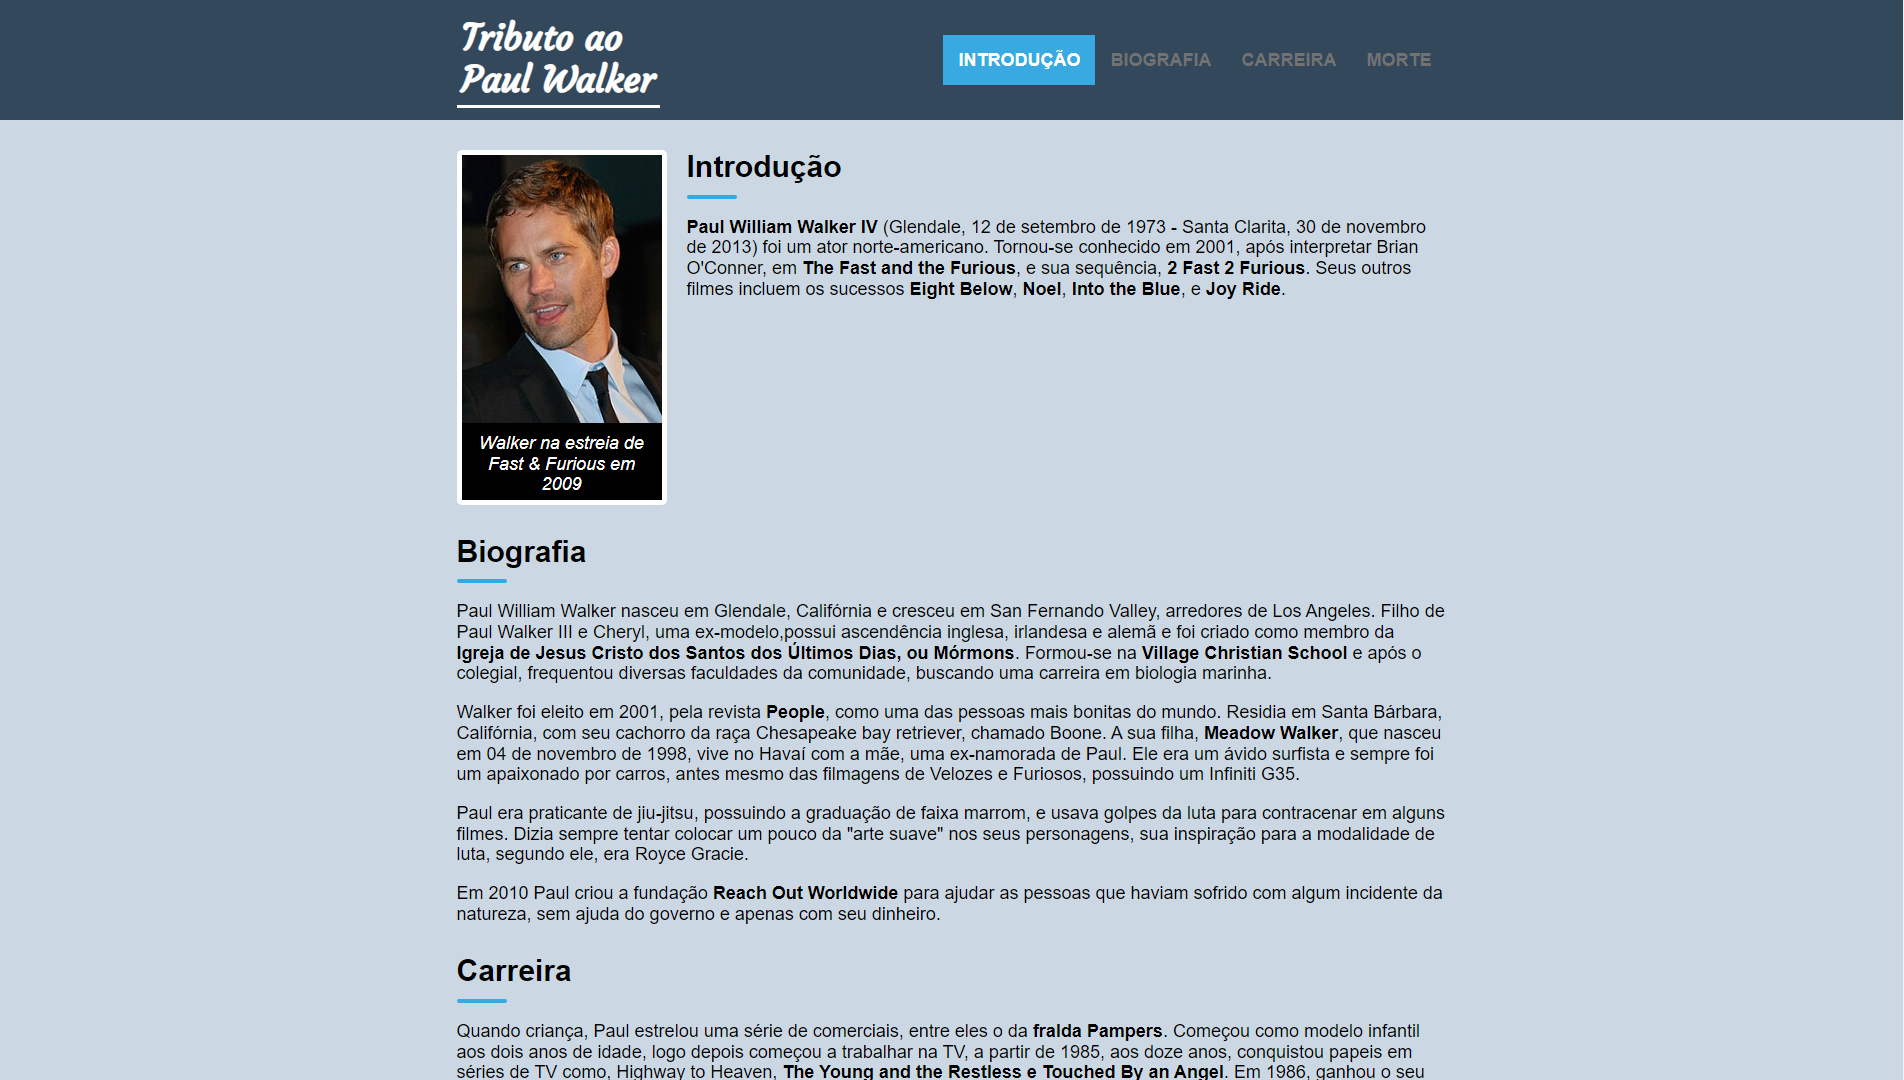 Tributo ao
Paul Walker
INTRODUÇÃO BIOGRAFIA CARREIRA MORTE
Introdução
Paul William Walker IV (Glendale, 12 de setembro de 1973 - Santa Clarita, 30 de novembro
de 2013) foi um ator norte-americano. Tornou-se conhecido em 2001, após interpretar Brian
O'Conner, em The Fast and the Furious, e sua sequência, 2 Fast 2 Furious. Seus outros
filmes incluem os sucessos Eight Below, Noel, Into the Blue, e Joy Ride.
Walker na estreia de
Fast & Furious em
2009
Biografia
Paul William Walker nasceu em Glendale, Califórnia e cresceu em San Fernando Valley, arredores de Los Angeles. Filho de
Paul Walker III e Cheryl, uma ex-modelo,possui ascendência inglesa, irlandesa e alemã e foi criado como membro da
Igreja de Jesus Cristo dos Santos dos Últimos Dias, ou Mórmons. Formou-se na Village Christian School e após o
colegial, frequentou diversas faculdades da comunidade, buscando uma carreira em biologia marinha.
Walker foi eleito em 2001, pela revista People, como uma das pessoas mais bonitas do mundo. Residia em Santa Bárbara,
Califórnia, com seu cachorro da raça Chesapeake bay retriever, chamado Boone. A sua filha, Meadow Walker, que nasceu
em 04 de novembro de 1998, vive no Havaí com a mãe, uma ex-namorada de Paul. Ele era um ávido surfista e sempre foi
um apaixonado por carros, antes mesmo das filmagens de Velozes e Furiosos, possuindo um Infiniti G35.
Paul era praticante de jiu-jitsu, possuindo a graduação de faixa marrom, e usava golpes da luta para contracenar em alguns
filmes. Dizia sempre tentar colocar um pouco da "arte suave" nos seus personagens, sua inspiração para a modalidade de
luta, segundo ele, era Royce Gracie.
Em 2010 Paul criou a fundação Reach Out Worldwide para ajudar as pessoas que haviam sofrido com algum incidente da
natureza, sem ajuda do governo e apenas com seu dinheiro.
Carreira
Quando criança, Paul estrelou uma série de comerciais, entre eles o da fralda Pampers. Começou como modelo infantil
aos dois anos de idade, logo depois começou a trabalhar na TV, a partir de 1985, aos doze anos, conquistou papeis em
séries de TV como, Highway to Heaven, The Young and the Restless e Touched By an Angel. Em 1986, ganhou o seu